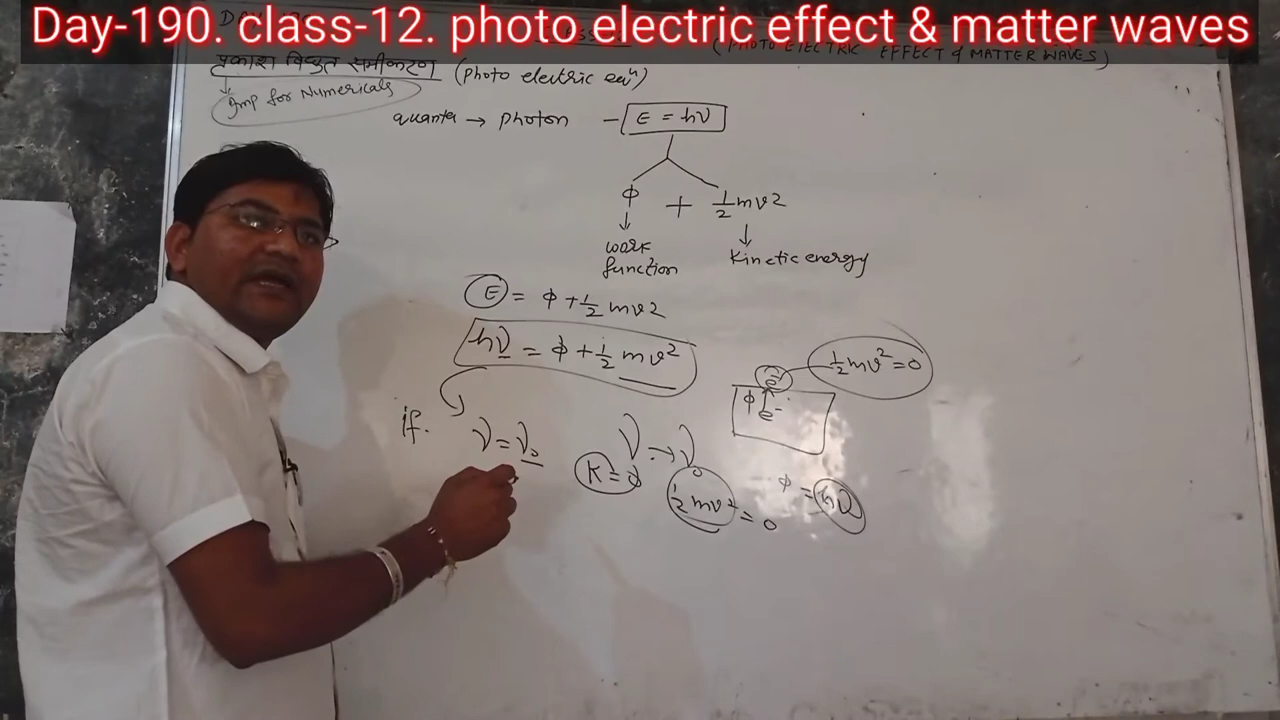 Day-190. class-12. photo electric effect & matter waves
(PHOTO ELECTRIC EFFECT & MATTER WAVES)
प्रकाश विद्युत समीकरण (photo electric eqⁿ)
Imp for Numericals
quanta → photon – E = hν
ϕ + ½mv²
work function
Kinetic energy
E = ϕ + ½mv²
hν = ϕ + ½mv²
½mv² = 0
e⁻
ϕ e⁻
if. ν = ν₀
ν → ν₀
K = ϕ
½mv² = 0
ϕ = hν